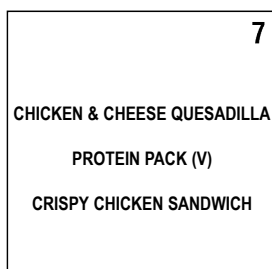 7
CHICKEN & CHEESE QUESADILLA
PROTEIN PACK (V)
CRISPY CHICKEN SANDWICH